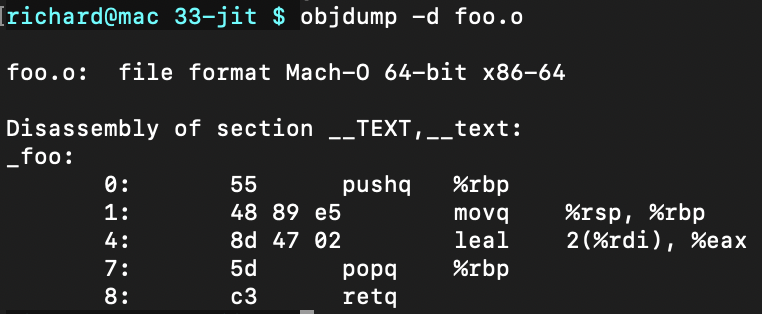 richard@mac 33-jit $ objdump -d foo.o
foo.o:  file format Mach-O 64-bit x86-64
Disassembly of section __TEXT,__text:
_foo:
0:       55      pushq   %rbp
1:       48 89 e5        movq    %rsp, %rbp
4:       8d 47 02        leal    2(%rdi), %eax
7:       5d      popq    %rbp
8:       c3      retq